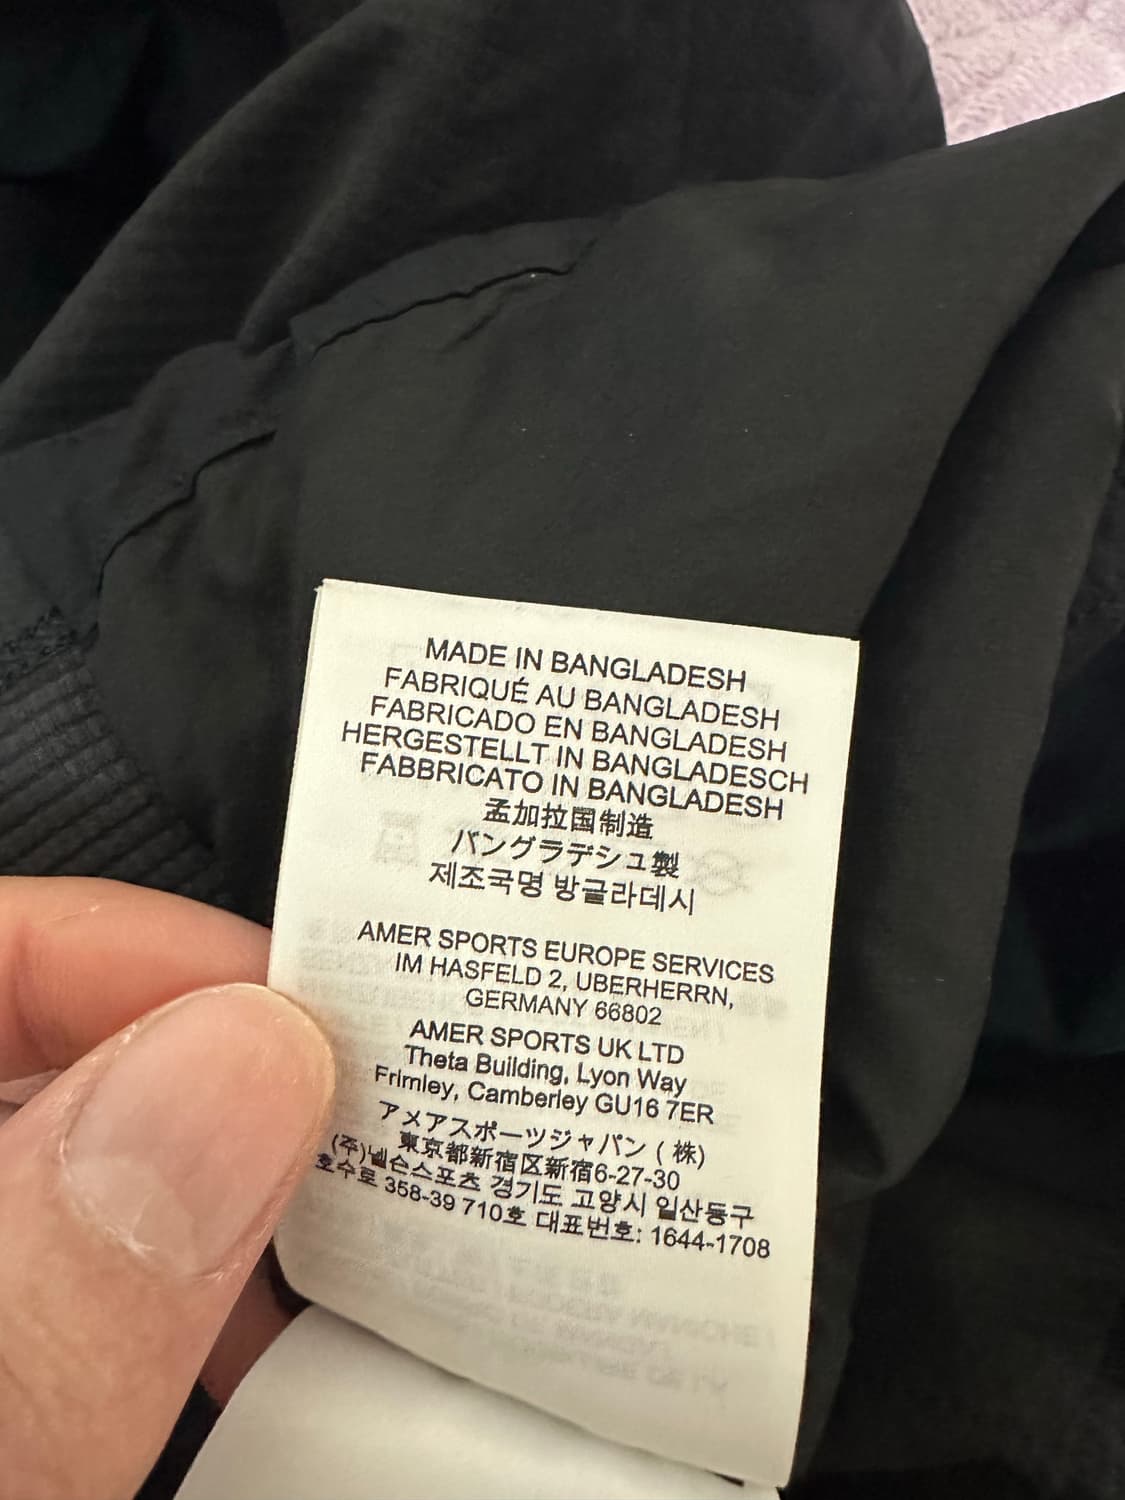 MADE IN BANGLADESH
FABRIQUÉ AU BANGLADESH
FABRICADO EN BANGLADESH
HERGESTELLT IN BANGLADESCH
FABBRICATO IN BANGLADESH
孟加拉国制造
バングラデシュ製
제조국명 방글라데시
AMER SPORTS EUROPE SERVICES
IM HASFELD 2, UBERHERRN,
GERMANY 66802
AMER SPORTS UK LTD
Theta Building, Lyon Way
Frimley, Camberley GU16 7ER
アメアスポーツジャパン (株)
東京都新宿区新宿6-27-30
(주)넬슨스포츠 경기도 고양시 일산동구
호수로 358-39 710호 대표번호: 1644-1708